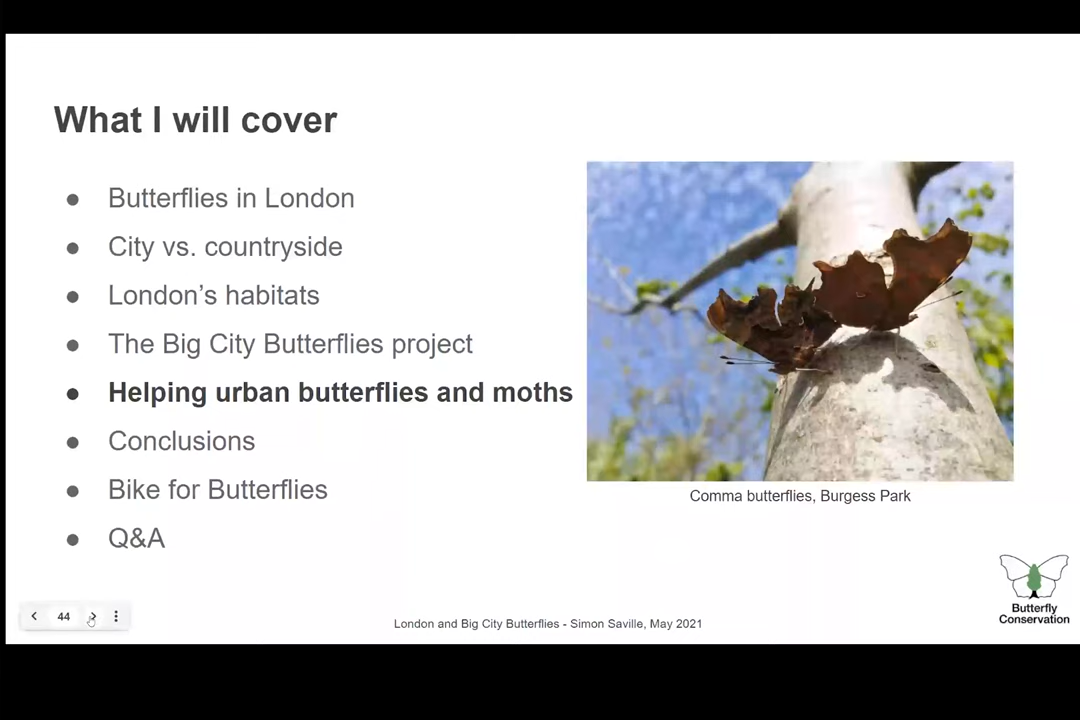 What I will cover
● Butterflies in London
● City vs. countryside
● London’s habitats
● The Big City Butterflies project
● Helping urban butterflies and moths
● Conclusions
● Bike for Butterflies
● Q&A
Comma butterflies, Burgess Park
Butterfly
Conservation
44
London and Big City Butterflies - Simon Saville, May 2021